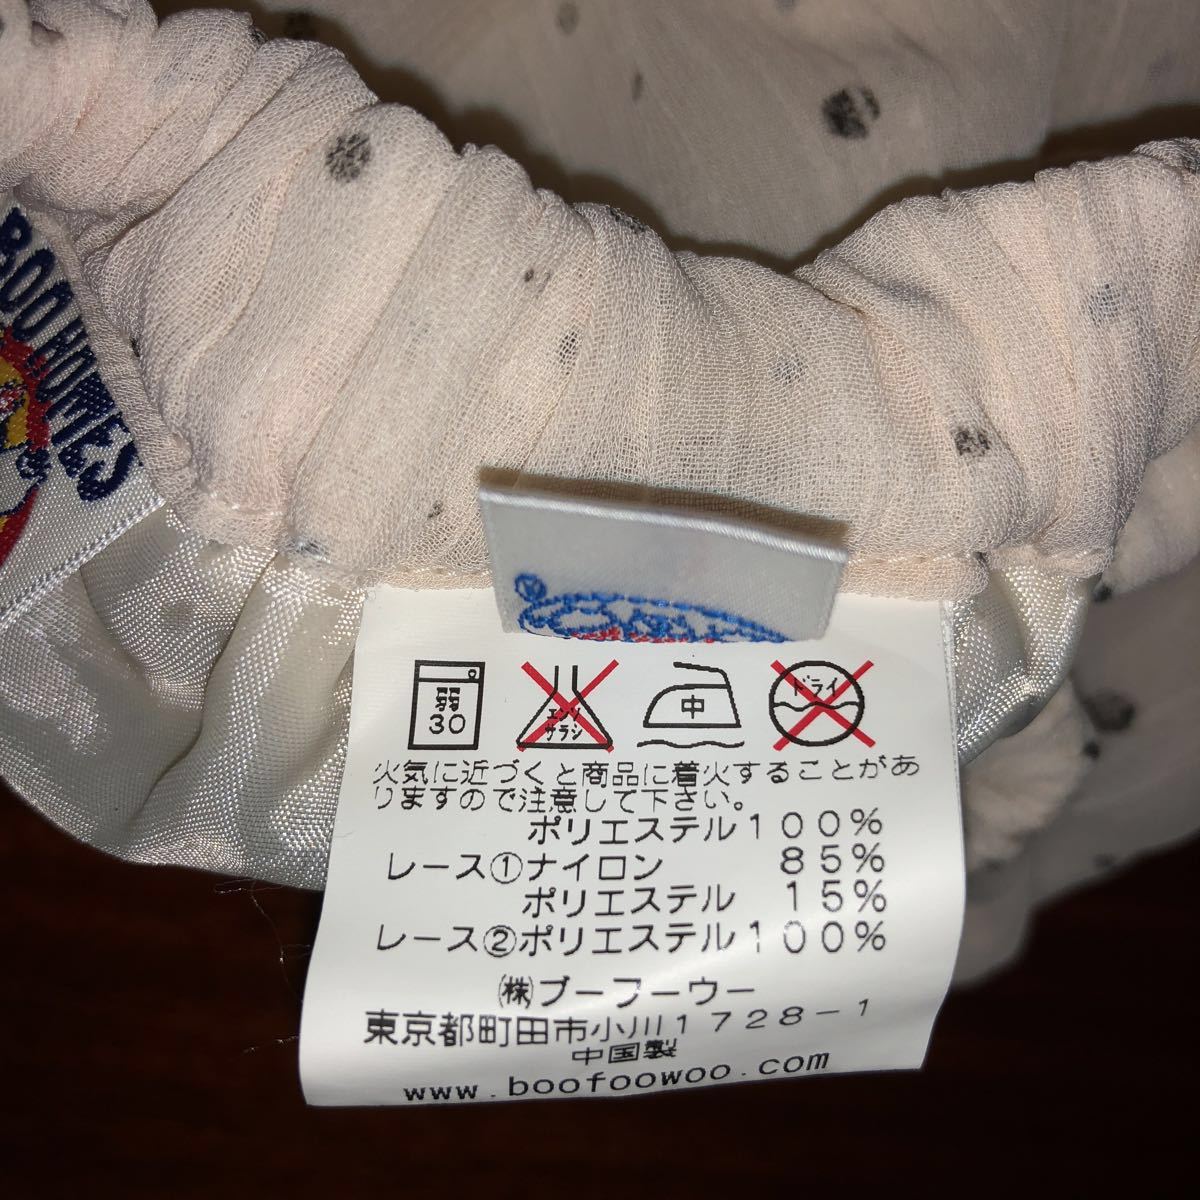 BOO HOMES
弱
30
エンソ
サラシ
中
ドライ
火気に近づくと商品に着火することがあ
りますので注意して下さい。
ポリエステル100%
レース①ナイロン 85%
ポリエステル 15%
レース②ポリエステル100%
㈱ブーフーウー
東京都町田市小川1728-1
中国製
www.boofoowoo.com